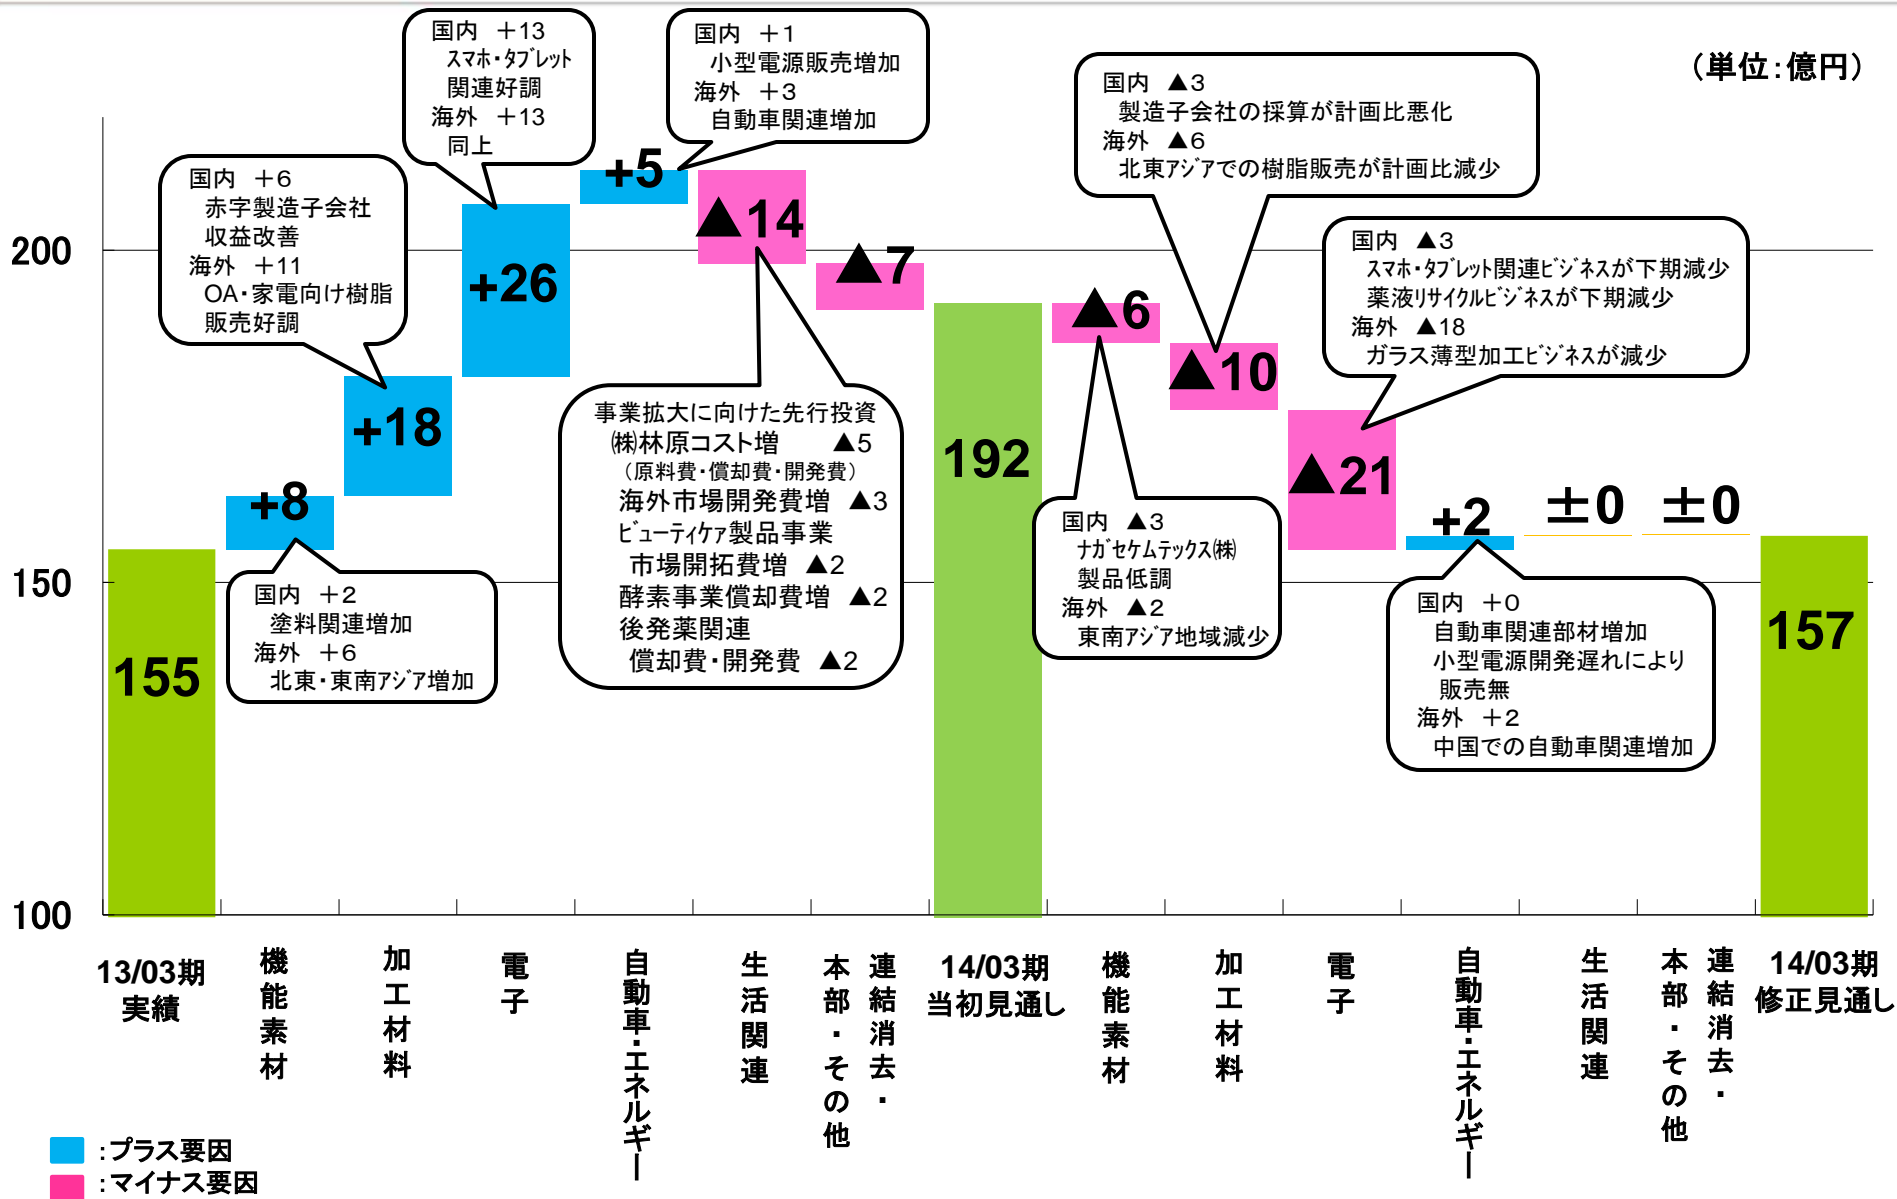 （単位：億円）
国内　＋13
スマホ・タブレット
関連好調
海外　＋13
同上
国内　＋1
小型電源販売増加
海外　＋3
自動車関連増加
国内　▲3
製造子会社の採算が計画比悪化
海外　▲6
北東アジアでの樹脂販売が計画比減少
国内　＋6
赤字製造子会社
収益改善
海外　＋11
OA・家電向け樹脂
販売好調
国内　▲3
スマホ・タブレット関連ビジネスが下期減少
薬液リサイクルビジネスが下期減少
海外　▲18
ガラス薄型加工ビジネスが減少
200
150
100
155
+8
+18
+26
+5
▲14
▲7
192
▲6
▲10
▲21
+2
±0
±0
157
国内　＋2
塗料関連増加
海外　＋6
北東・東南アジア増加
事業拡大に向けた先行投資
㈱林原コスト増　▲5
（原料費・償却費・開発費）
海外市場開発費増　▲3
ビューティケア製品事業
市場開拓費増　▲2
酵素事業償却費増　▲2
後発薬関連
償却費・開発費　▲2
国内　▲3
ナガセケムテックス㈱
製品低調
海外　▲2
東南アジア地域減少
国内　＋0
自動車関連部材増加
小型電源開発遅れにより
販売無
海外　＋2
中国での自動車関連増加
13/03期
実績
機能素材
加工材料
電子
自動車・エネルギー
生活関連
連結消去・
本部・その他
14/03期
当初見通し
機能素材
加工材料
電子
自動車・エネルギー
生活関連
連結消去・
本部・その他
14/03期
修正見通し
：プラス要因
：マイナス要因